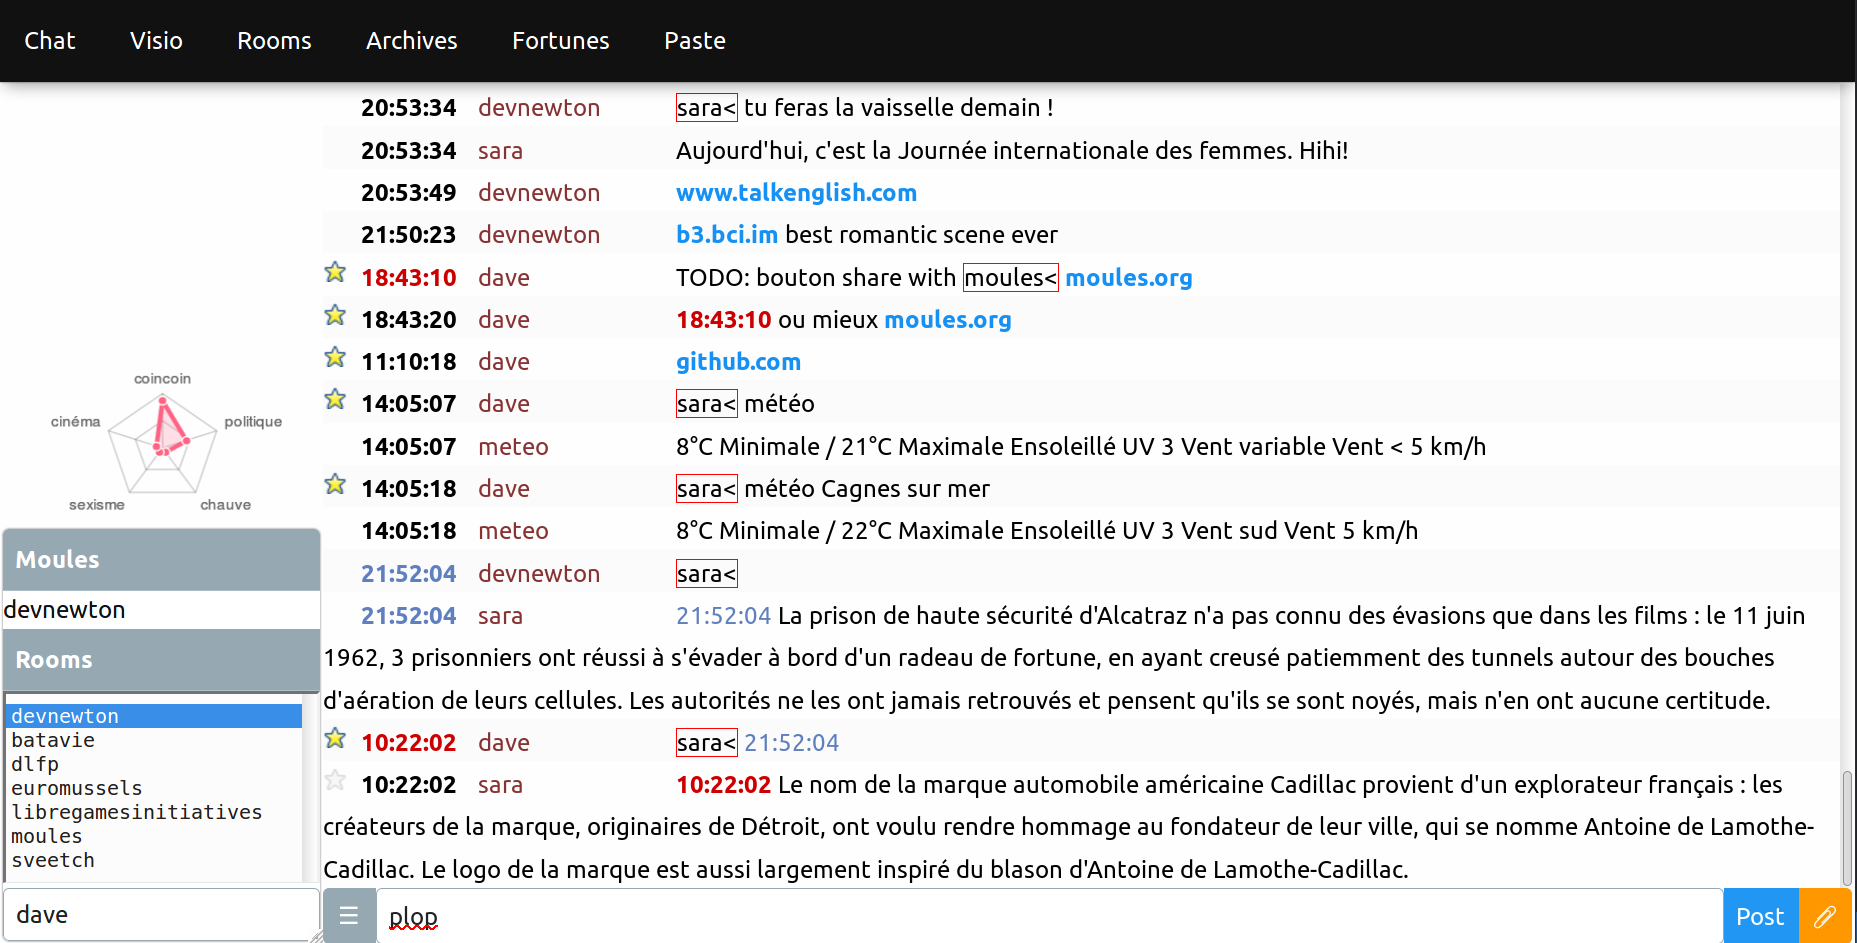 Chat Visio Rooms Archives Fortunes Paste
20:53:34 devnewton sara< tu feras la vaisselle demain !
20:53:34 sara Aujourd'hui, c'est la Journée internationale des femmes. Hihi!
20:53:49 devnewton www.talkenglish.com
21:50:23 devnewton b3.bci.im best romantic scene ever
18:43:10 dave TODO: bouton share with moules< moules.org
18:43:20 dave 18:43:10 ou mieux moules.org
11:10:18 dave github.com
14:05:07 dave sara< météo
14:05:07 meteo 8°C Minimale / 21°C Maximale Ensoleillé UV 3 Vent variable Vent < 5 km/h
14:05:18 dave sara< météo Cagnes sur mer
14:05:18 meteo 8°C Minimale / 22°C Maximale Ensoleillé UV 3 Vent sud Vent 5 km/h
21:52:04 devnewton sara<
21:52:04 sara 21:52:04 La prison de haute sécurité d'Alcatraz n'a pas connu des évasions que dans les films : le 11 juin
1962, 3 prisonniers ont réussi à s'évader à bord d'un radeau de fortune, en ayant creusé patiemment des tunnels autour des bouches
d'aération de leurs cellules. Les autorités ne les ont jamais retrouvés et pensent qu'ils se sont noyés, mais n'en ont aucune certitude.
10:22:02 dave sara< 21:52:04
10:22:02 sara 10:22:02 Le nom de la marque automobile américaine Cadillac provient d'un explorateur français : les
créateurs de la marque, originaires de Détroit, ont voulu rendre hommage au fondateur de leur ville, qui se nomme Antoine de Lamothe-
Cadillac. Le logo de la marque est aussi largement inspiré du blason d'Antoine de Lamothe-Cadillac.
coincoin
cinéma politique
sexisme chauve
Moules
devnewton
Rooms
devnewton
batavie
dlfp
euromussels
libregamesinitiatives
moules
sveetch
dave plop Post